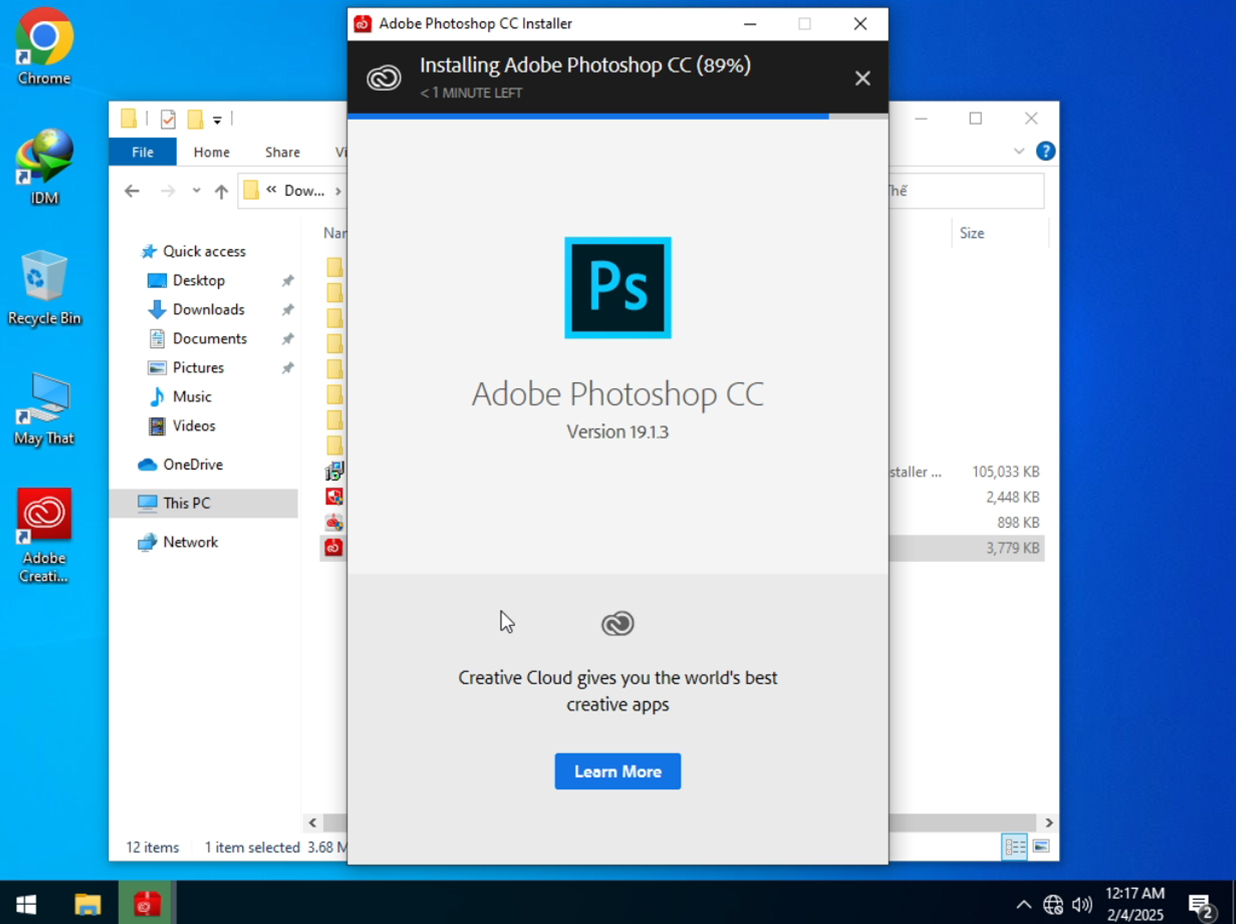 Chrome
IDM
Recycle Bin
May That
Adobe
Creati...
Adobe Photoshop CC Installer
Installing Adobe Photoshop CC (89%)
< 1 MINUTE LEFT
File
Home
Share
Vi
?
« Dow... ›
Thế
Nar
Size
Quick access
Desktop
Downloads
Documents
Pictures
Music
Videos
OneDrive
This PC
Network
staller ...
105,033 KB
2,448 KB
898 KB
3,779 KB
Ps
Adobe Photoshop CC
Version 19.1.3
Creative Cloud gives you the world's best
creative apps
Learn More
12 items
1 item selected 3.68 M
12:17 AM
2/4/2025
2